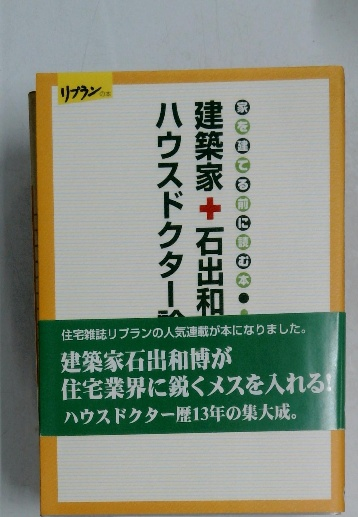 リブランの本
家を建てる前に読む本●
建築家+石出和
ハウスドクター論
住宅雑誌リブランの人気連載が本になりました。
建築家石出和博が
住宅業界に鋭くメスを入れる!
ハウスドクター歴13年の集大成。